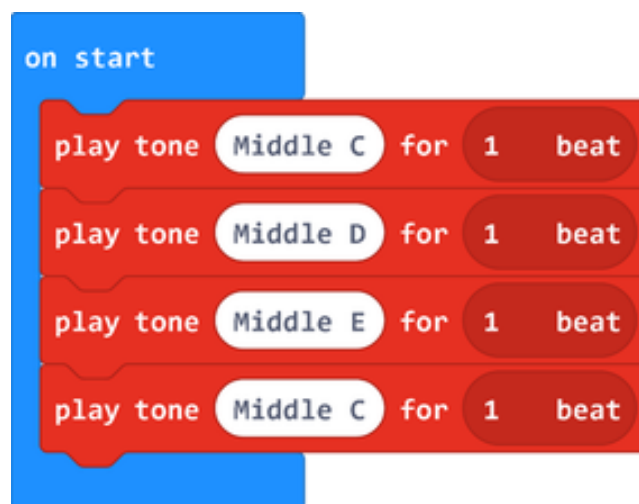 on start
play tone Middle C for 1 beat
play tone Middle D for 1 beat
play tone Middle E for 1 beat
play tone Middle C for 1 beat